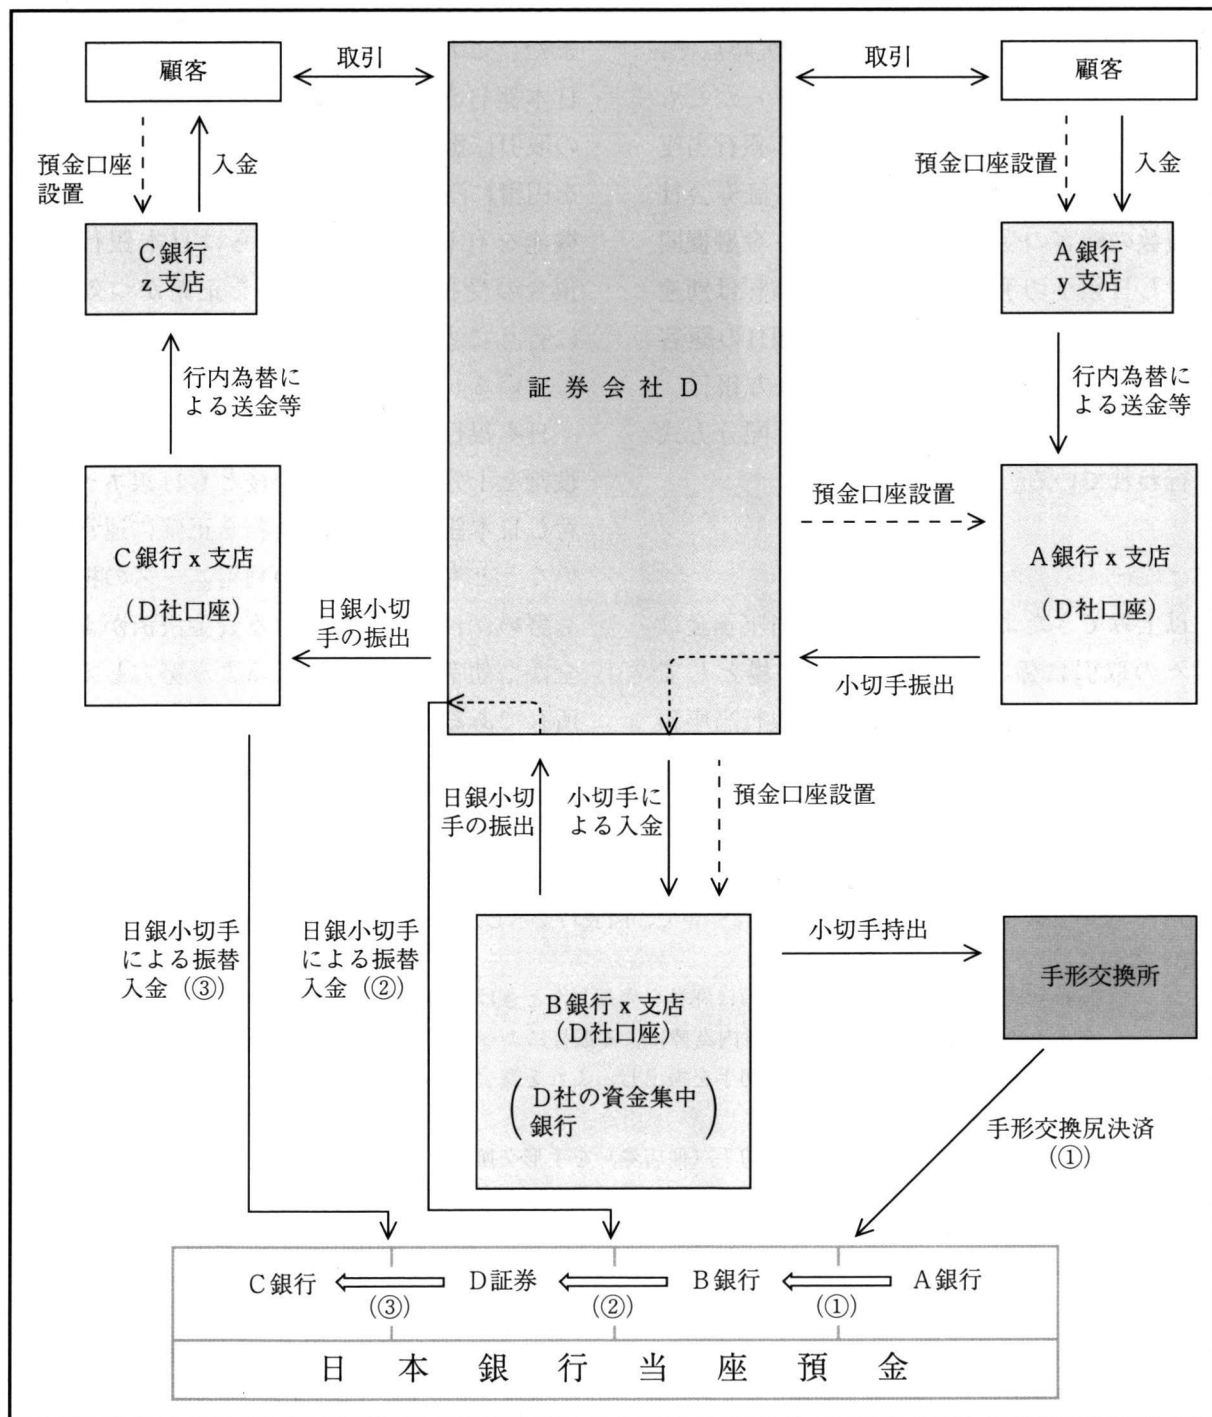 顧客
取引
取引
顧客
預金口座
設置
入金
預金口座設置
入金
C銀行
z支店
A銀行
y支店
行内為替に
よる送金等
証券会社D
行内為替に
よる送金等
C銀行x支店
(D社口座)
預金口座設置
A銀行x支店
(D社口座)
日銀小切
手の振出
小切手振出
日銀小切
手の振出
小切手に
よる入金
預金口座設置
日銀小切手
による振替
入金(③)
日銀小切手
による振替
入金(②)
B銀行x支店
(D社口座)
(D社の資金集中
銀行)
小切手持出
手形交換所
手形交換尻決済
(①)
C銀行
(③)
D証券
(②)
B銀行
(①)
A銀行
日本銀行当座預金